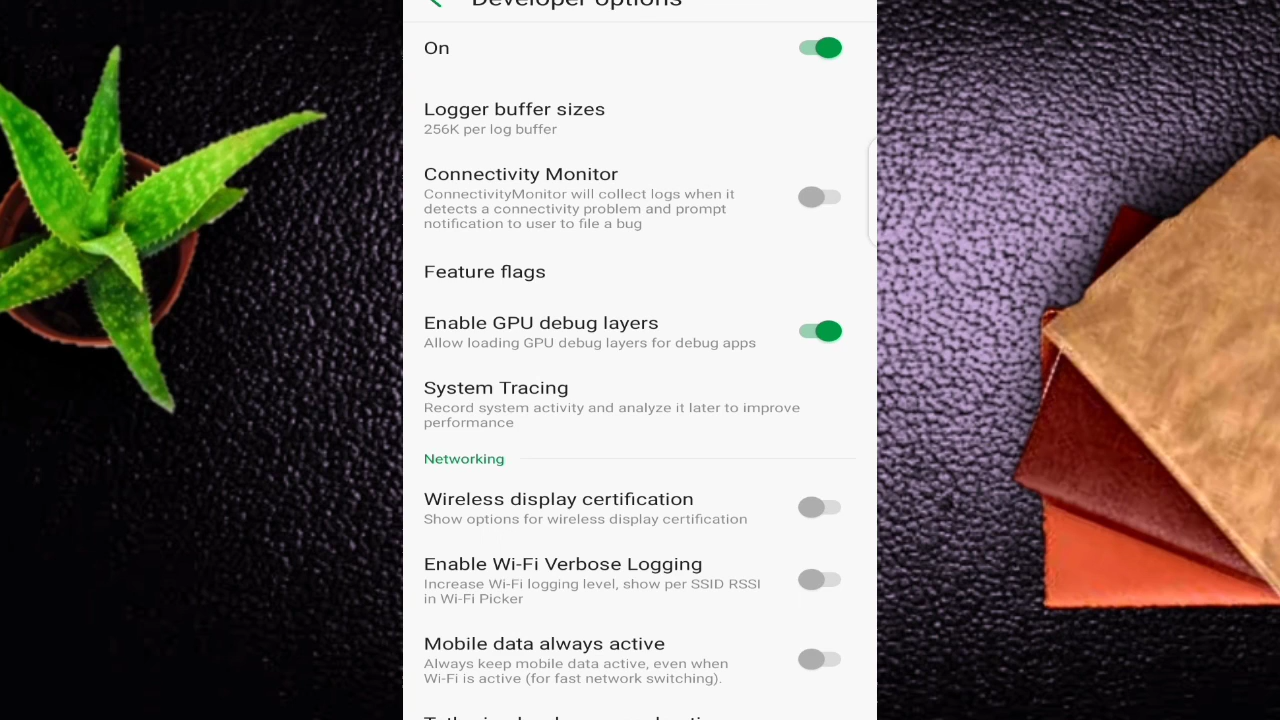 Developer options
On
Logger buffer sizes
256K per log buffer
Connectivity Monitor
ConnectivityMonitor will collect logs when it
detects a connectivity problem and prompt
notification to user to file a bug
Feature flags
Enable GPU debug layers
Allow loading GPU debug layers for debug apps
System Tracing
Record system activity and analyze it later to improve
performance
Networking
Wireless display certification
Show options for wireless display certification
Enable Wi-Fi Verbose Logging
Increase Wi-Fi logging level, show per SSID RSSI
in Wi-Fi Picker
Mobile data always active
Always keep mobile data active, even when
Wi-Fi is active (for fast network switching).